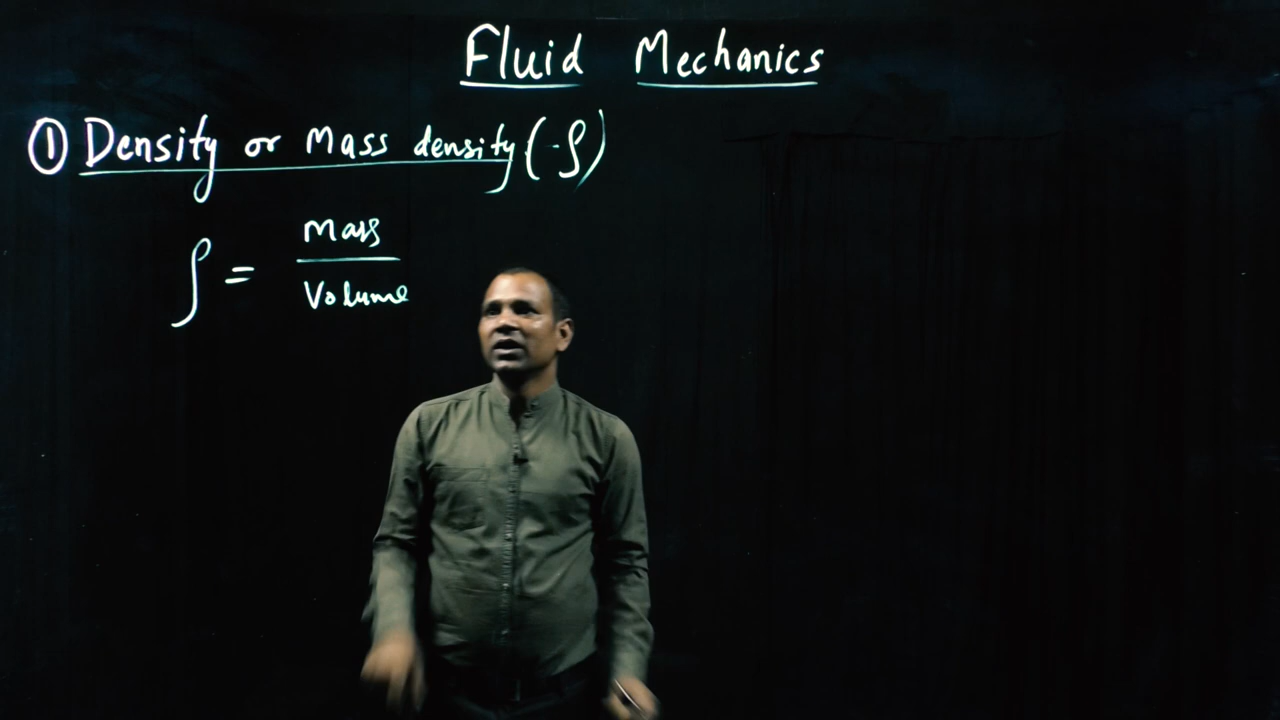 Fluid Mechanics
① Density or Mass density (ρ)
ρ = Mass
Volume